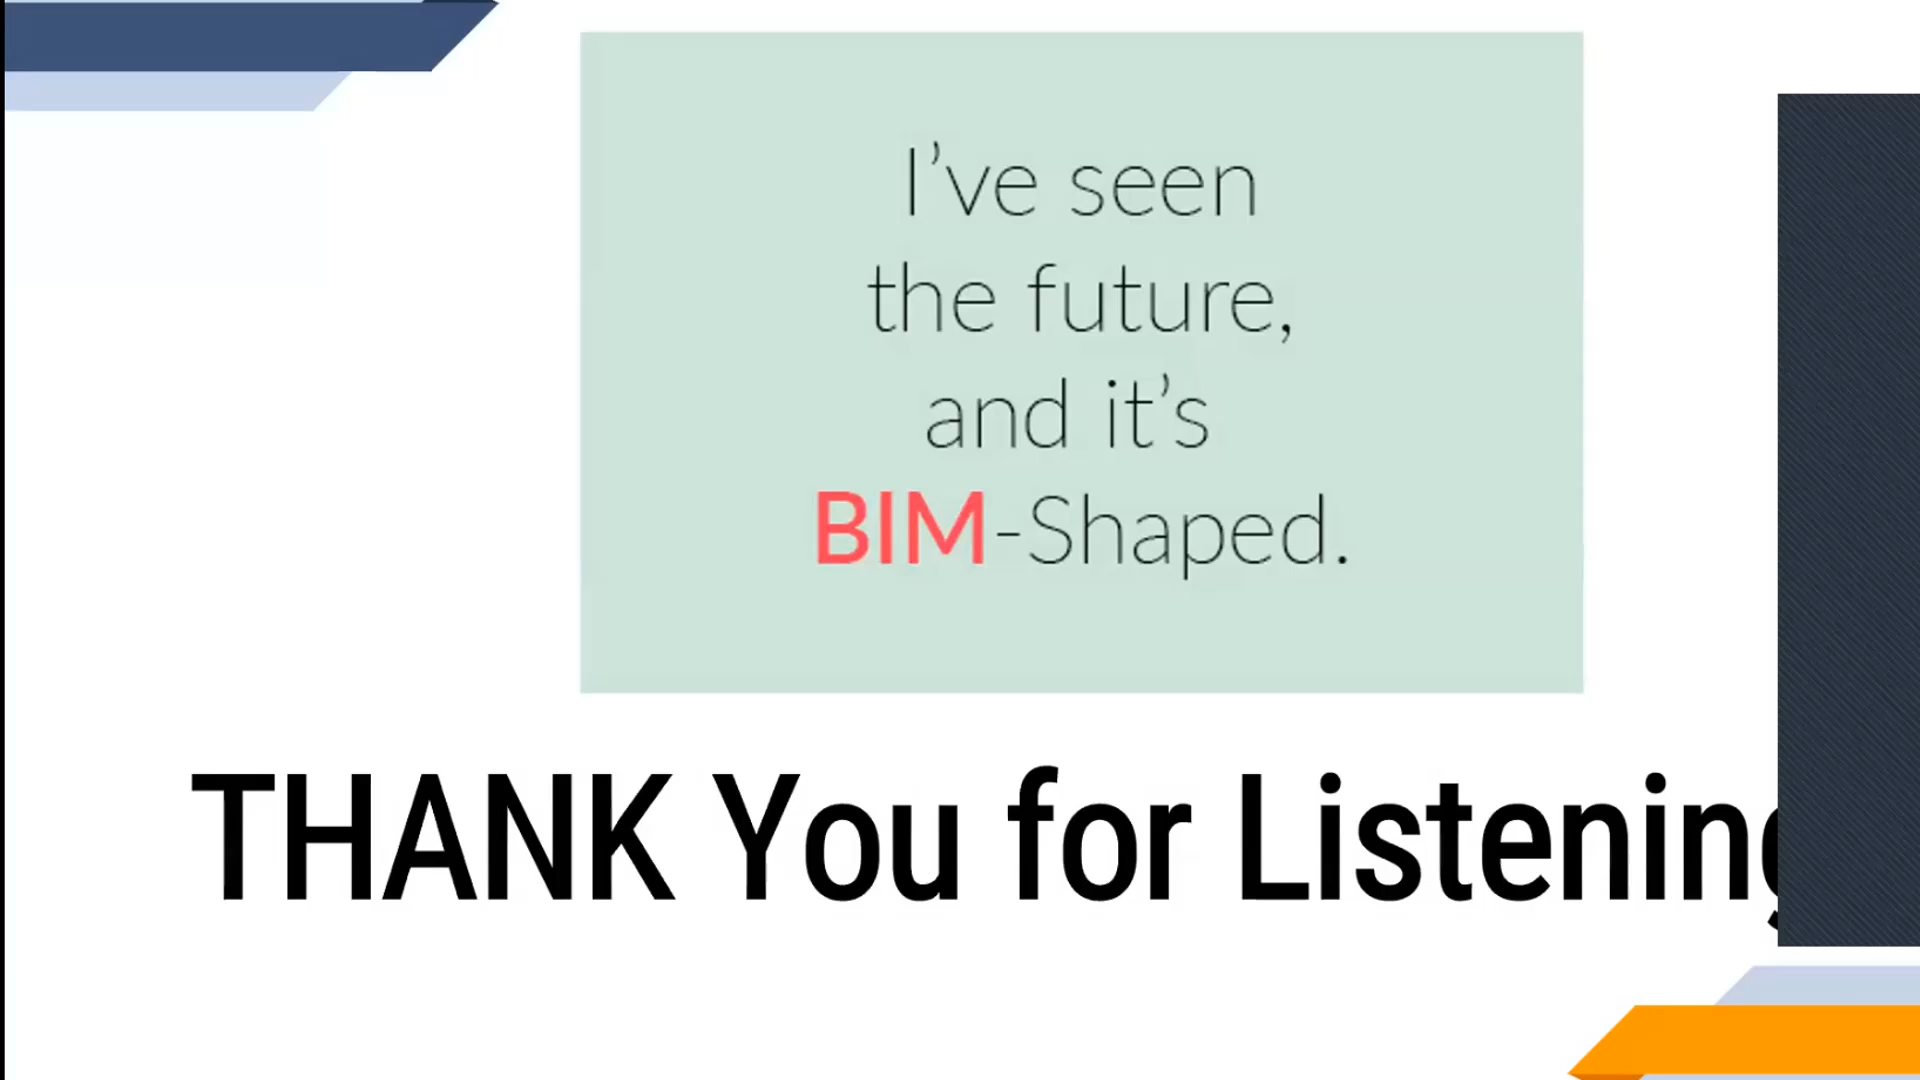 I’ve seen
the future,
and it’s
BIM-Shaped.
THANK You for Listening